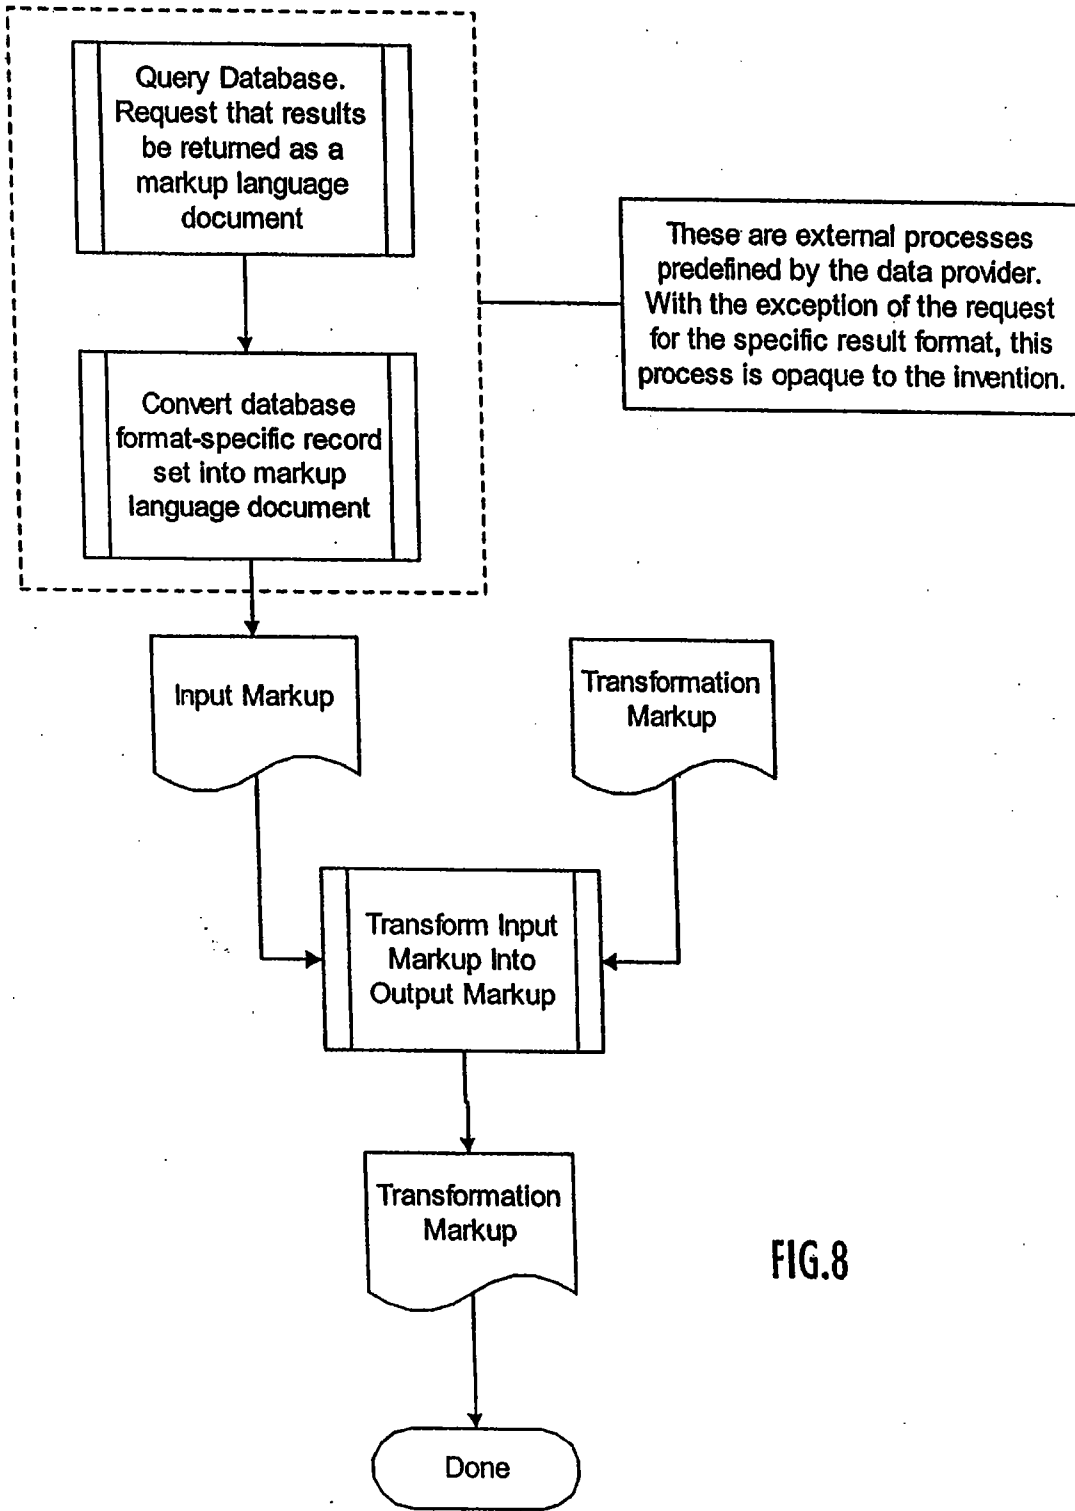 Query Database.
Request that results
be returned as a
markup language
document
These are external processes
predefined by the data provider.
With the exception of the request
for the specific result format, this
process is opaque to the invention.
Convert database
format-specific record
set into markup
language document
Input Markup
Transformation
Markup
Transform Input
Markup Into
Output Markup
Transformation
Markup
FIG.8
Done